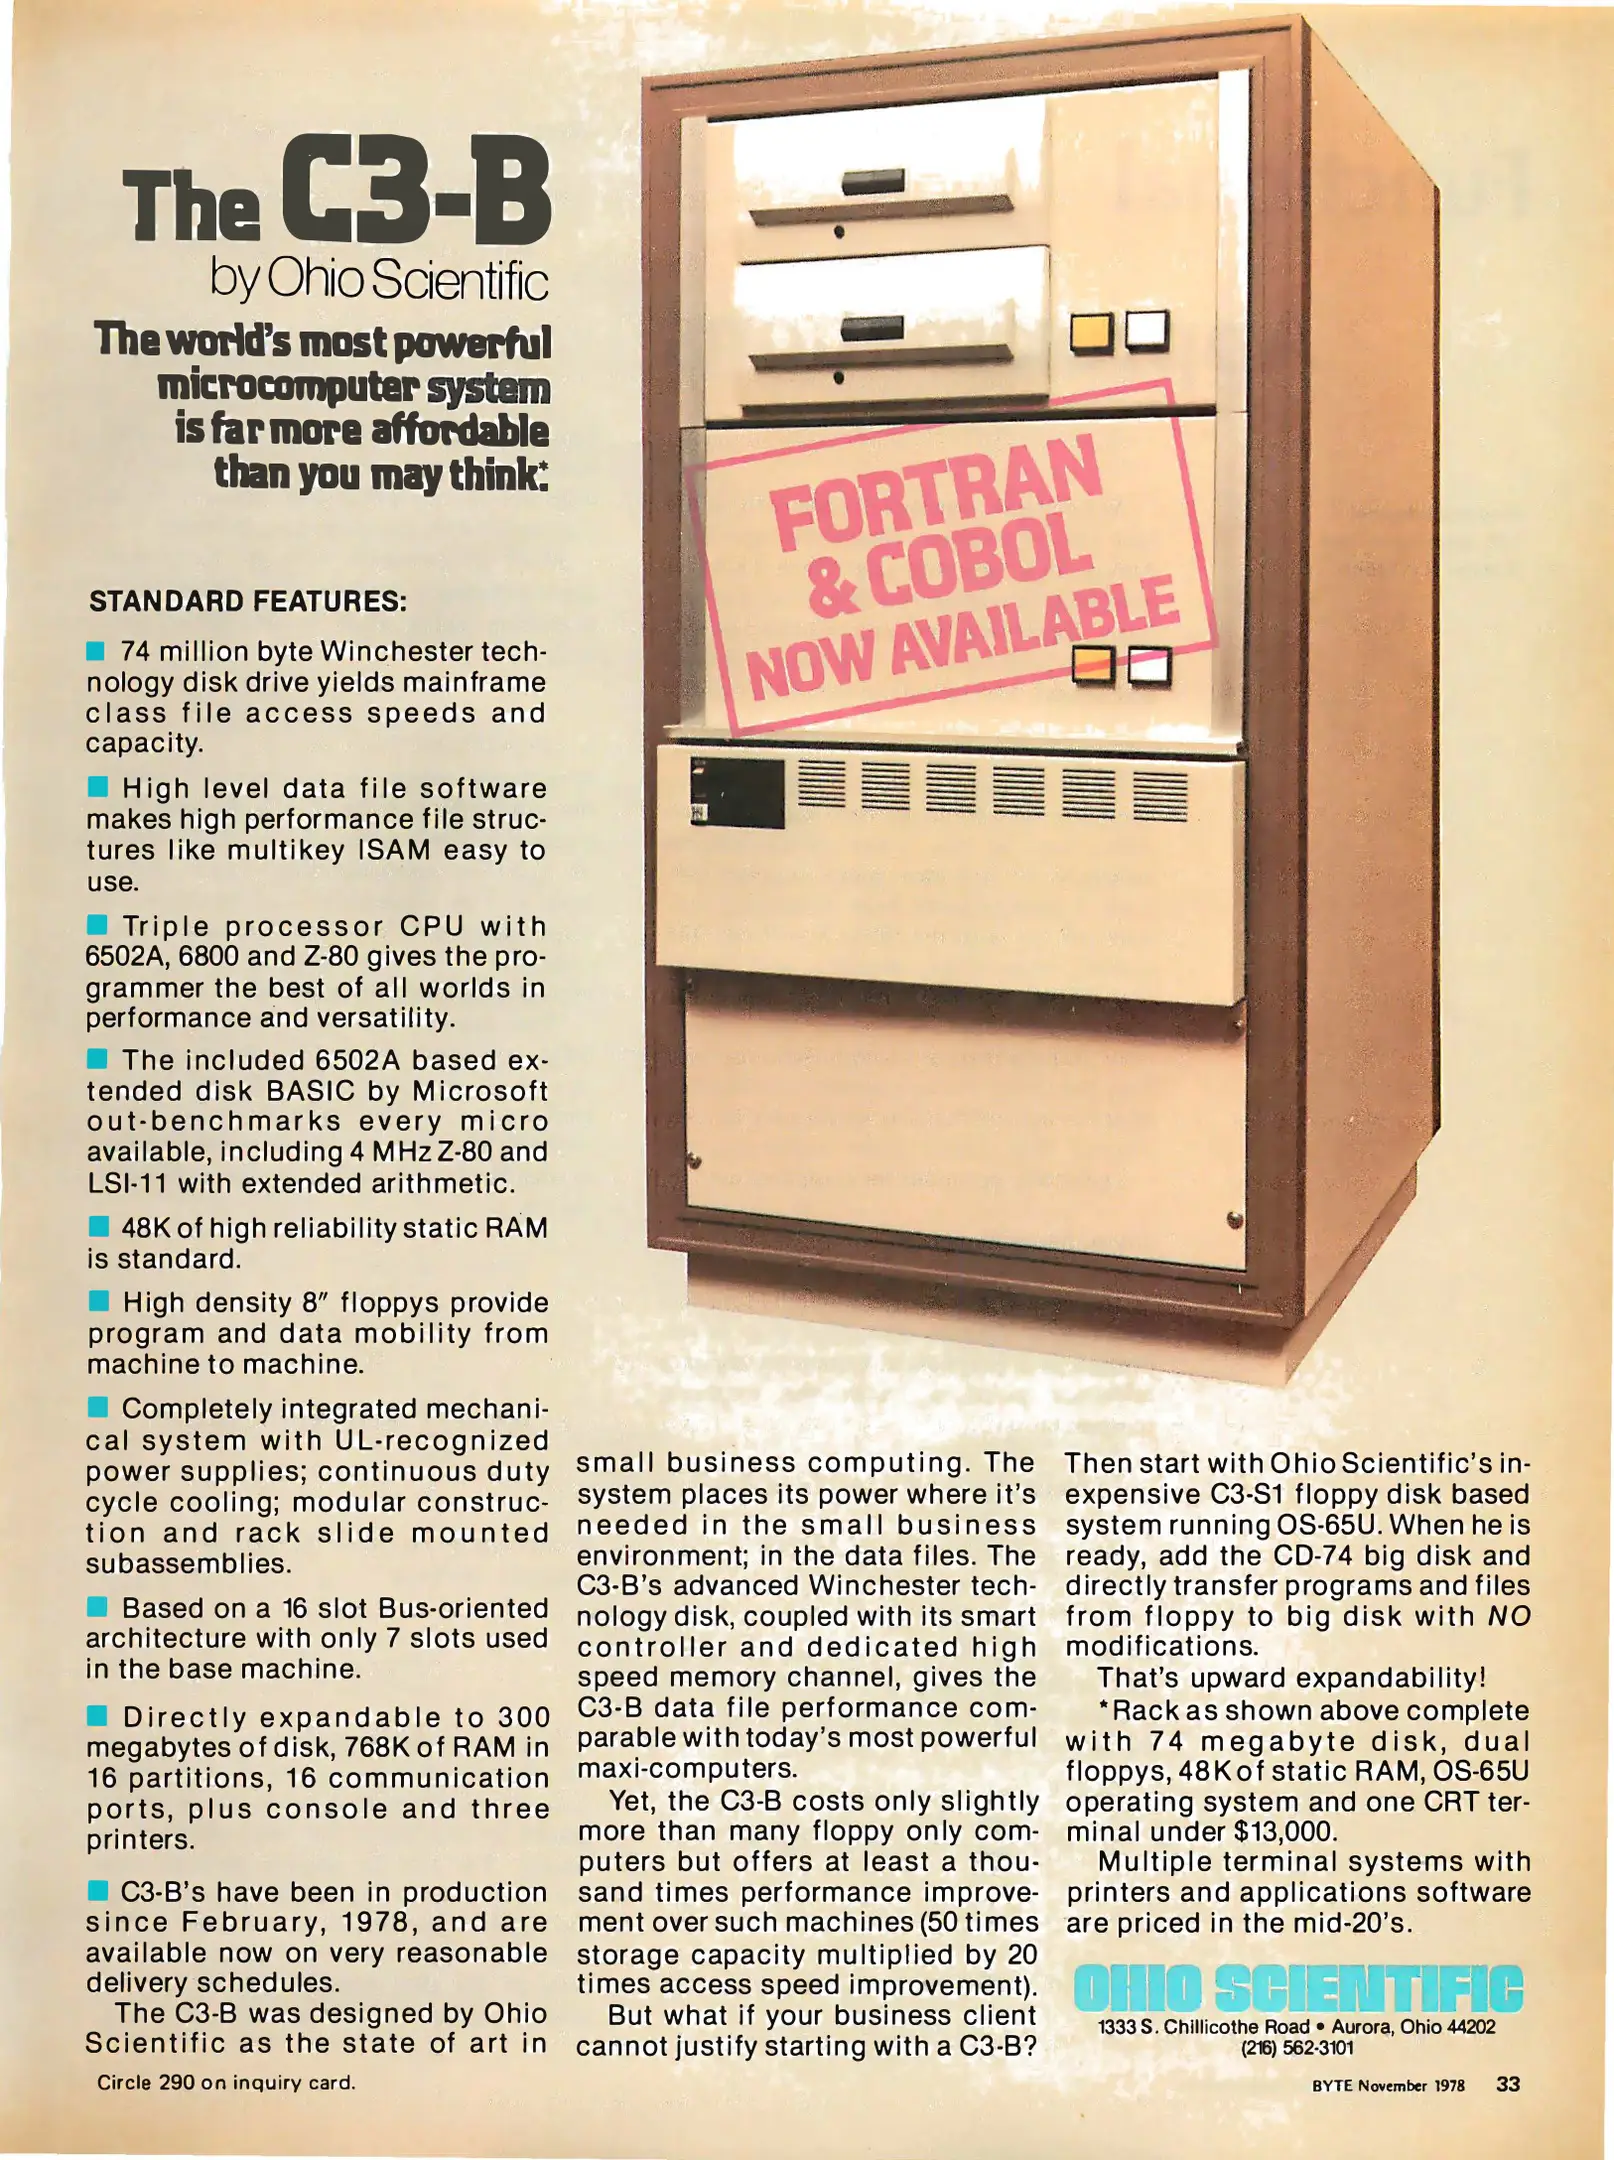 The C3-B
by Ohio Scientific
The world's most powerful
microcomputer system
is far more affordable
than you may think.*
FORTRAN
& COBOL
NOW AVAILABLE
STANDARD FEATURES:
■ 74 million byte Winchester tech-
nology disk drive yields mainframe
class file access speeds and
capacity.
■ High level data file software
makes high performance file struc-
tures like multikey ISAM easy to
use.
■ Triple processor CPU with
6502A, 6800 and Z-80 gives the pro-
grammer the best of all worlds in
performance and versatility.
■ The included 6502A based ex-
tended disk BASIC by Microsoft
out-benchmarks every micro
available, including 4 MHz Z-80 and
LSI-11 with extended arithmetic.
■ 48K of high reliability static RAM
is standard.
■ High density 8" floppys provide
program and data mobility from
machine to machine.
■ Completely integrated mechani-
cal system with UL-recognized
power supplies; continuous duty
cycle cooling; modular construc-
tion and rack slide mounted
subassemblies.
■ Based on a 16 slot Bus-oriented
architecture with only 7 slots used
in the base machine.
■ Directly expandable to 300
megabytes of disk, 768K of RAM in
16 partitions, 16 communication
ports, plus console and three
printers.
■ C3-B's have been in production
since February, 1978, and are
available now on very reasonable
delivery schedules.
The C3-B was designed by Ohio
Scientific as the state of art in
small business computing. The
system places its power where it's
needed in the small business
environment; in the data files. The
C3-B's advanced Winchester tech-
nology disk, coupled with its smart
controller and dedicated high
speed memory channel, gives the
C3-B data file performance com-
parable with today's most powerful
maxi-computers.
Yet, the C3-B costs only slightly
more than many floppy only com-
puters but offers at least a thou-
sand times performance improve-
ment over such machines (50 times
storage capacity multiplied by 20
times access speed improvement).
But what if your business client
cannot justify starting with a C3-B?
Then start with Ohio Scientific's in-
expensive C3-S1 floppy disk based
system running OS-65U. When he is
ready, add the CD-74 big disk and
directly transfer programs and files
from floppy to big disk with NO
modifications.
That's upward expandability!
*Rack as shown above complete
with 74 megabyte disk, dual
floppys, 48K of static RAM, OS-65U
operating system and one CRT ter-
minal under $13,000.
Multiple terminal systems with
printers and applications software
are priced in the mid-20's.
OHIO SCIENTIFIC
1333 S. Chillicothe Road • Aurora, Ohio 44202
(216) 562-3101
Circle 290 on inquiry card.
BYTE November 1978 33